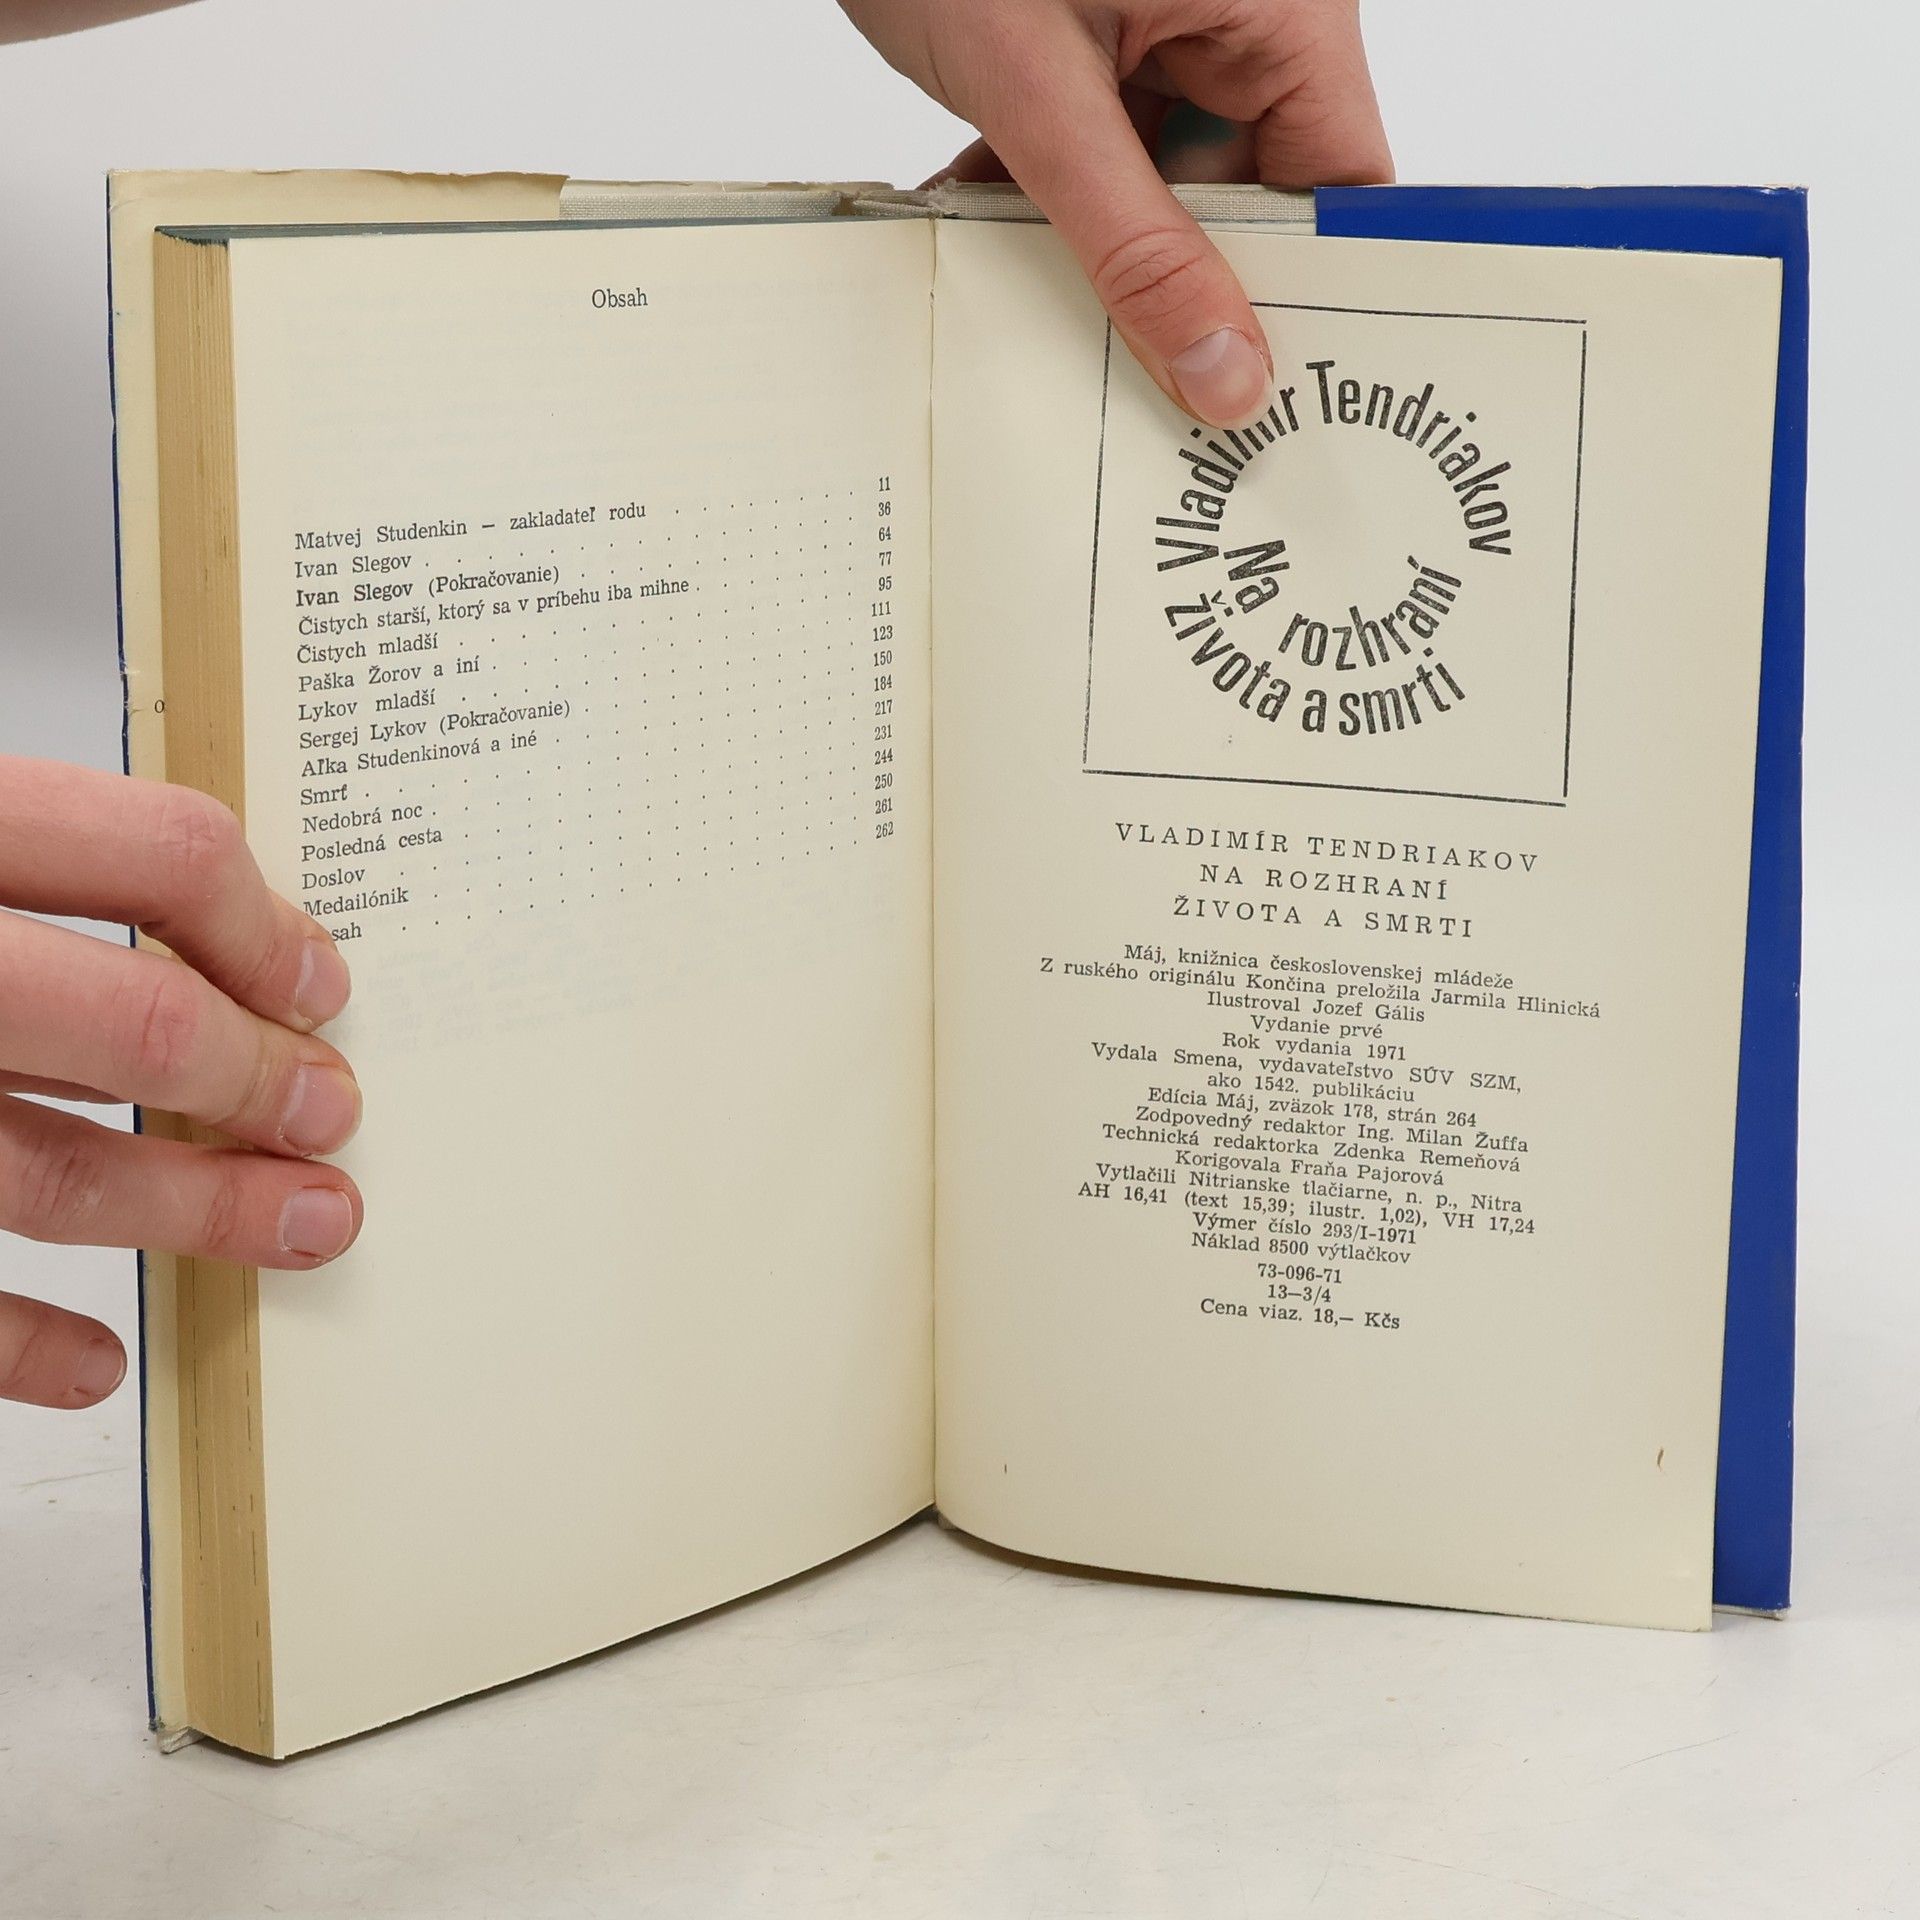 Obsah
Matvej Studenkin — zakladateľ rodu . . . . . . . 11
Ivan Slegov . . . . . . . . . . . . 36
Ivan Slegov (Pokračovanie) . . . . . . . . 64
Čistych starší, ktorý sa v príbehu iba mihne . . . . . . 77
Čistych mladší . . . . . . . . . . . 95
Paška Žorov a iní . . . . . . . . . . 111
Lykov mladší . . . . . . . . . . . 123
Sergej Lykov (Pokračovanie) . . . . . . . . 150
Aľka Studenkinová a iné . . . . . . . . . 184
Smrť . . . . . . . . . . . . . 217
Nedobrá noc . . . . . . . . . . . . 231
Posledná cesta . . . . . . . . . . . 244
Doslov . . . . . . . . . . . . 250
Medailónik . . . . . . . . . . . . 261
sah . . . . . . . . . . . . 262
o
Vladimír Tendriakov
Na rozhraní
života a smrti
VLADIMÍR TENDRIAKOV
NA ROZHRANÍ
ŽIVOTA A SMRTI
Máj, knižnica československej mládeže
Z ruského originálu Končina preložila Jarmila Hlinická
Ilustroval Jozef Gális
Vydanie prvé
Rok vydania 1971
Vydala Smena, vydavateľstvo SÚV SZM,
ako 1542. publikáciu
Edícia Máj, zväzok 178, strán 264
Zodpovedný redaktor Ing. Milan Žuffa
Technická redaktorka Zdenka Remeňová
Korigovala Fraňa Pajorová
Vytlačili Nitrianske tlačiarne, n. p., Nitra
AH 16,41 (text 15,39; ilustr. 1,02), VH 17,24
Výmer číslo 293/I-1971
Náklad 8500 výtlačkov
73-096-71
13—3/4
Cena viaz. 18,— Kčs